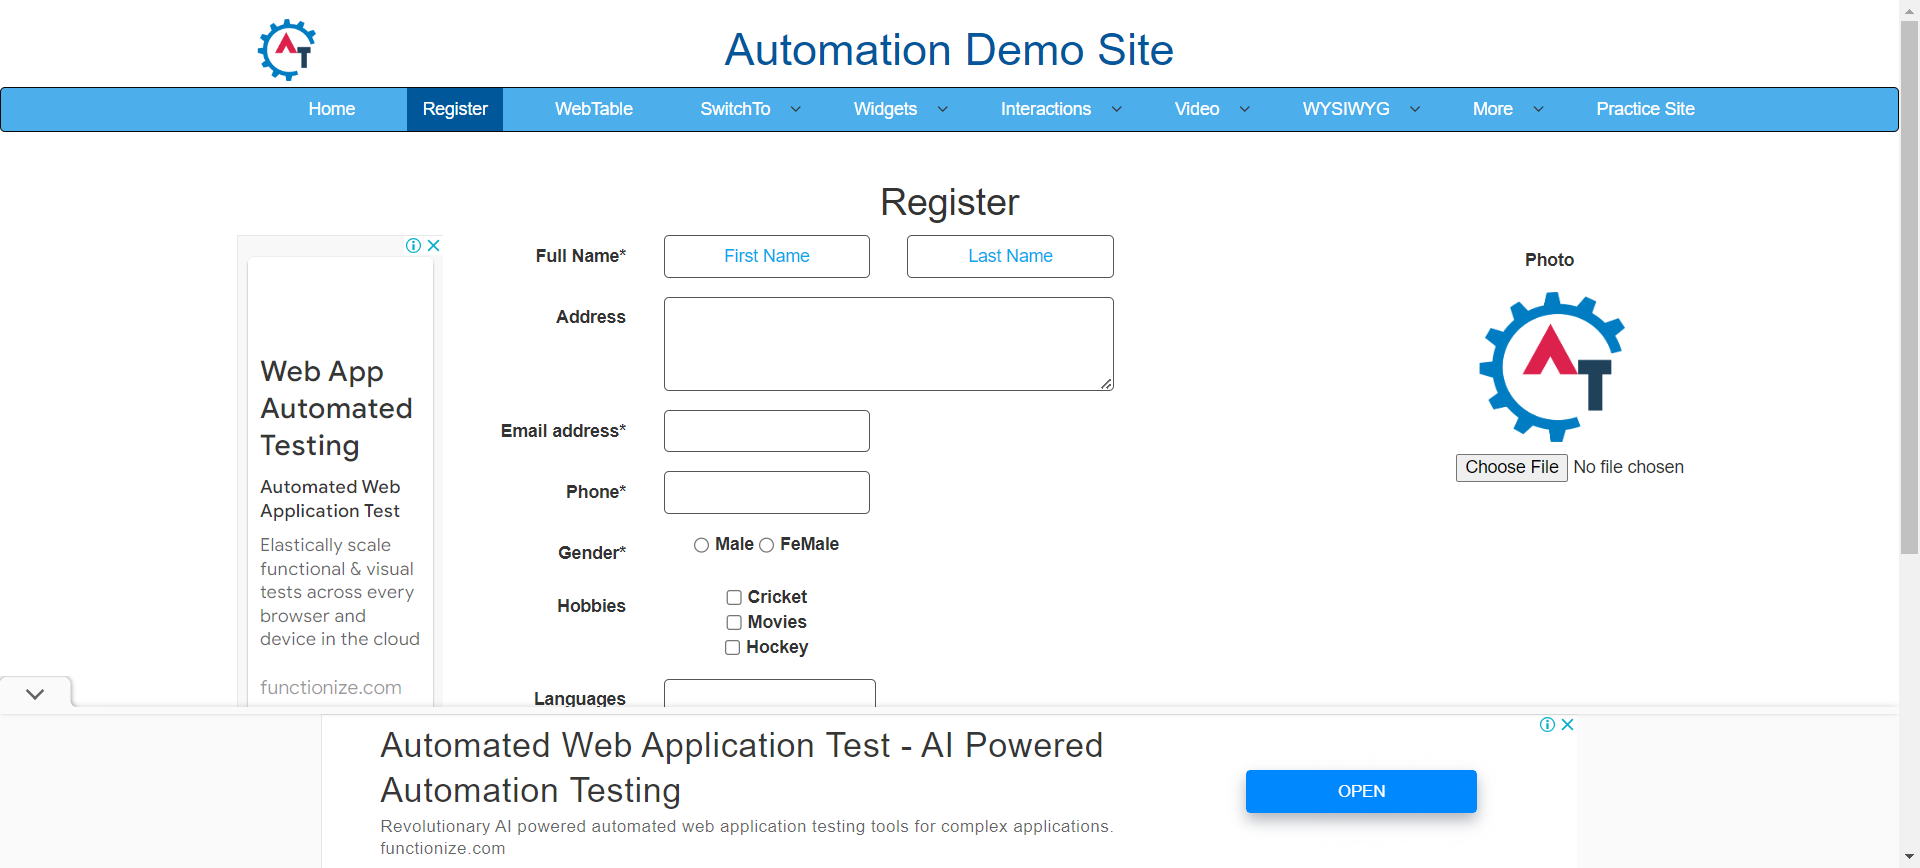 AT
Automation Demo Site
Home Register WebTable SwitchTo Widgets Interactions Video WYSIWYG More Practice Site
Register
Full Name* First Name Last Name
Photo
Address
AT
Email address*
Choose File No file chosen
Phone*
Gender* Male FeMale
Hobbies Cricket
Movies
Hockey
Languages
Web App
Automated
Testing
Automated Web
Application Test
Elastically scale
functional & visual
tests across every
browser and
device in the cloud
functionize.com
Automated Web Application Test - AI Powered
Automation Testing
Revolutionary AI powered automated web application testing tools for complex applications.
functionize.com
OPEN